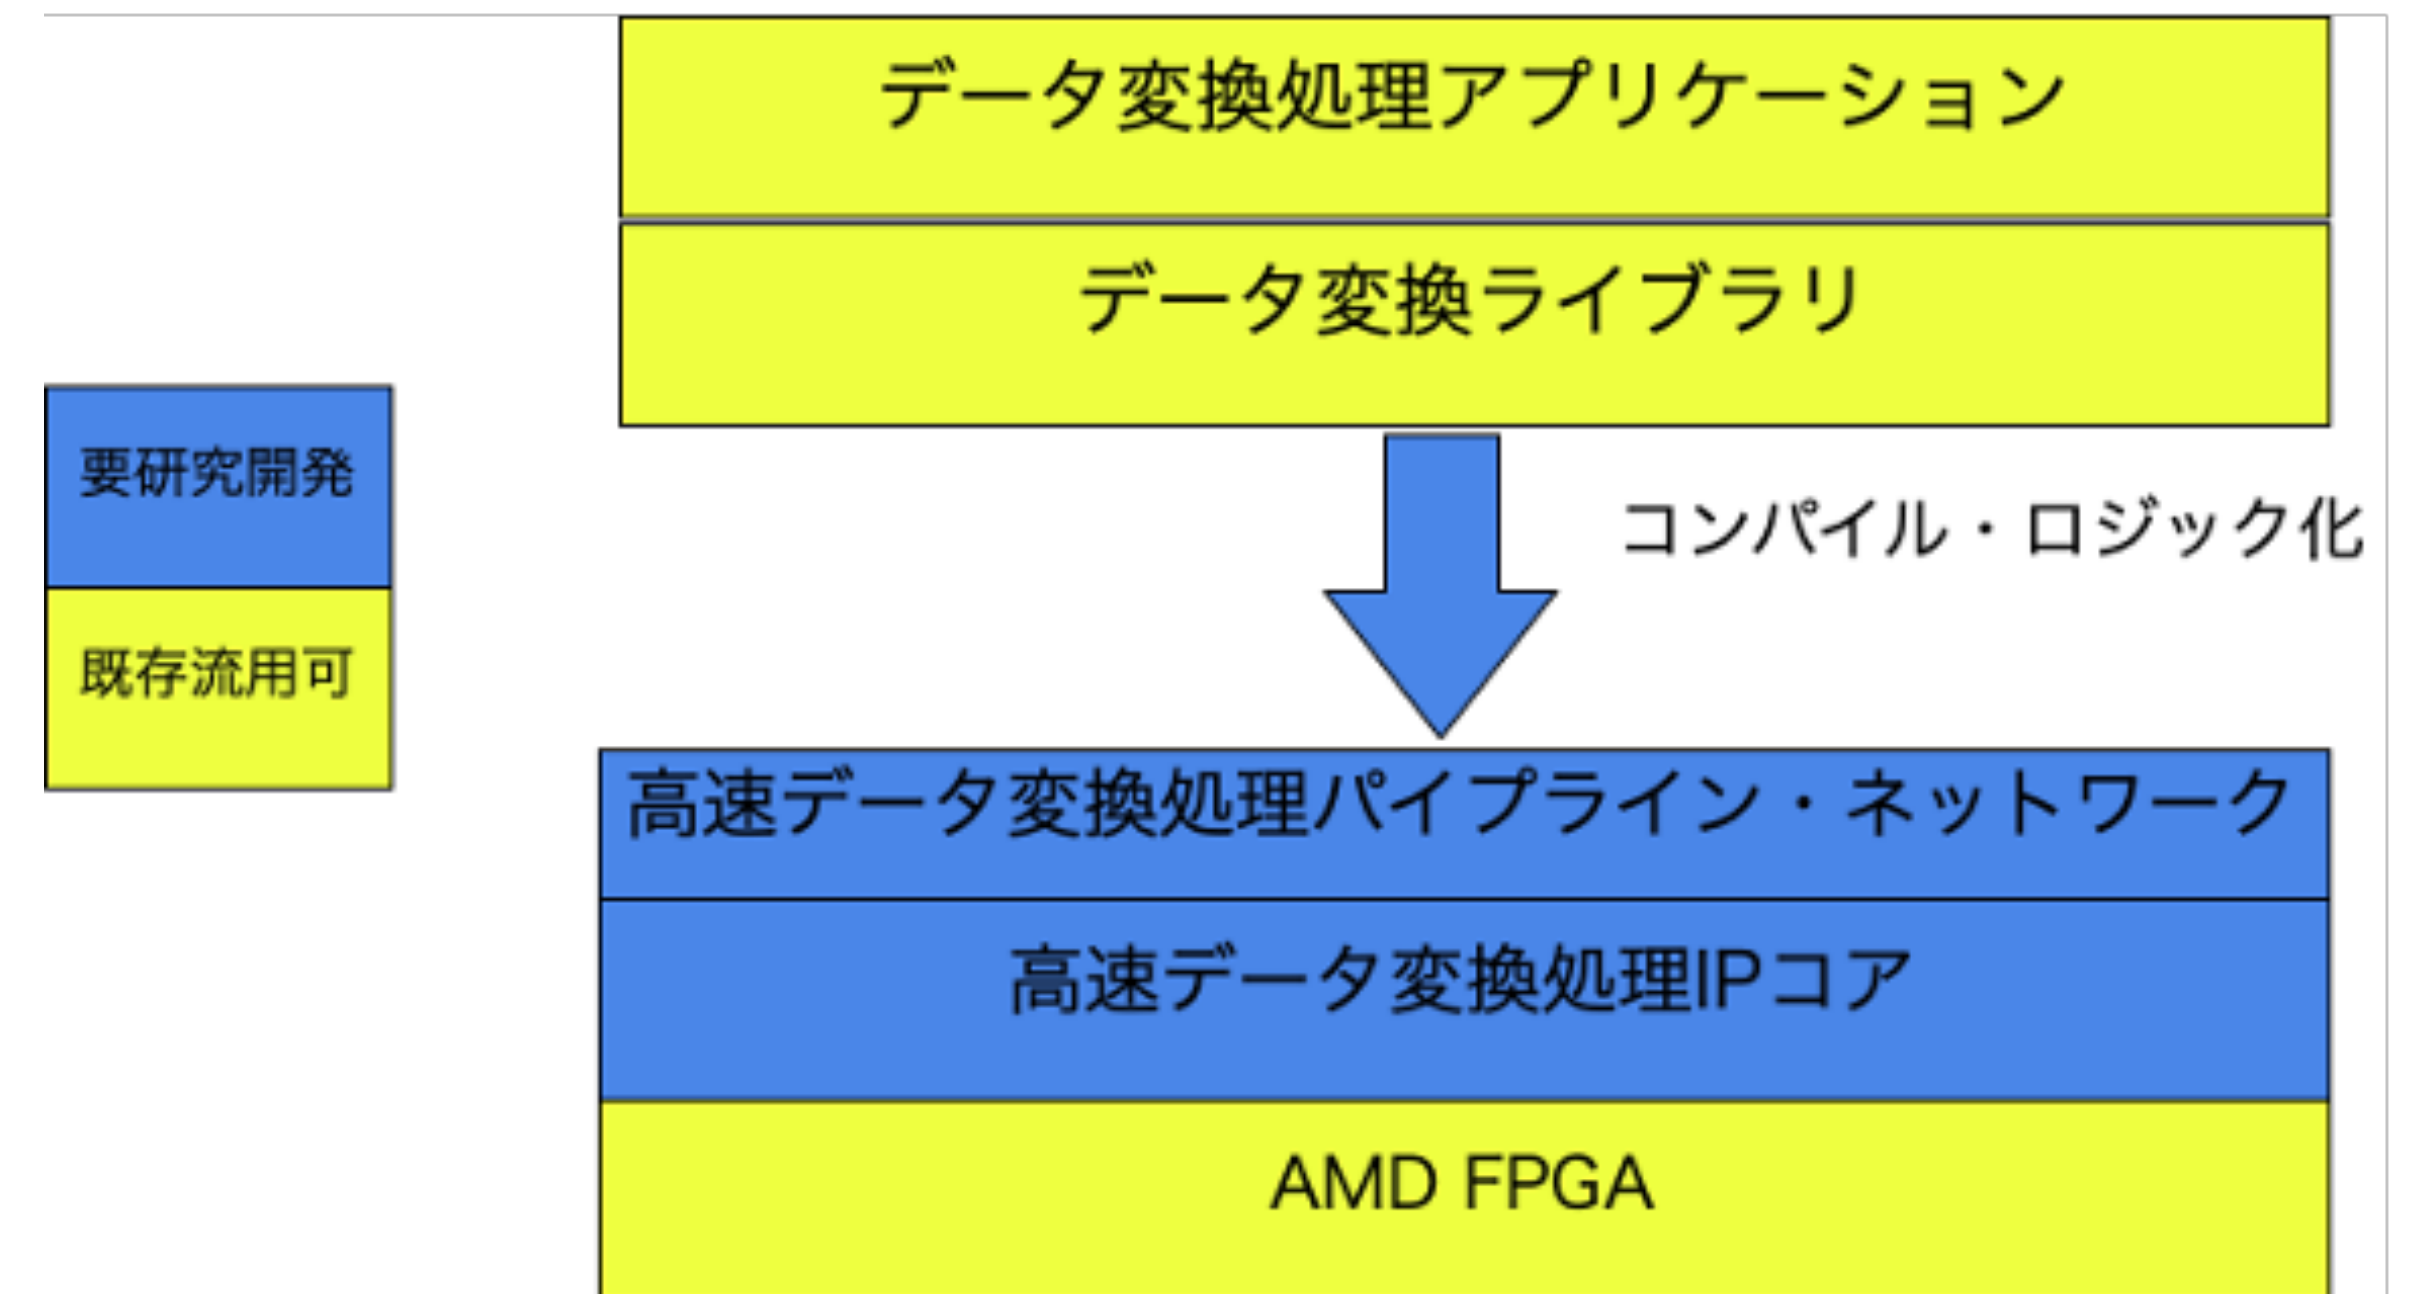 データ変換処理アプリケーション
データ変換ライブラリ
要研究開発
コンパイル・ロジック化
既存流用可
高速データ変換処理パイプライン・ネットワーク
高速データ変換処理IPコア
AMD FPGA